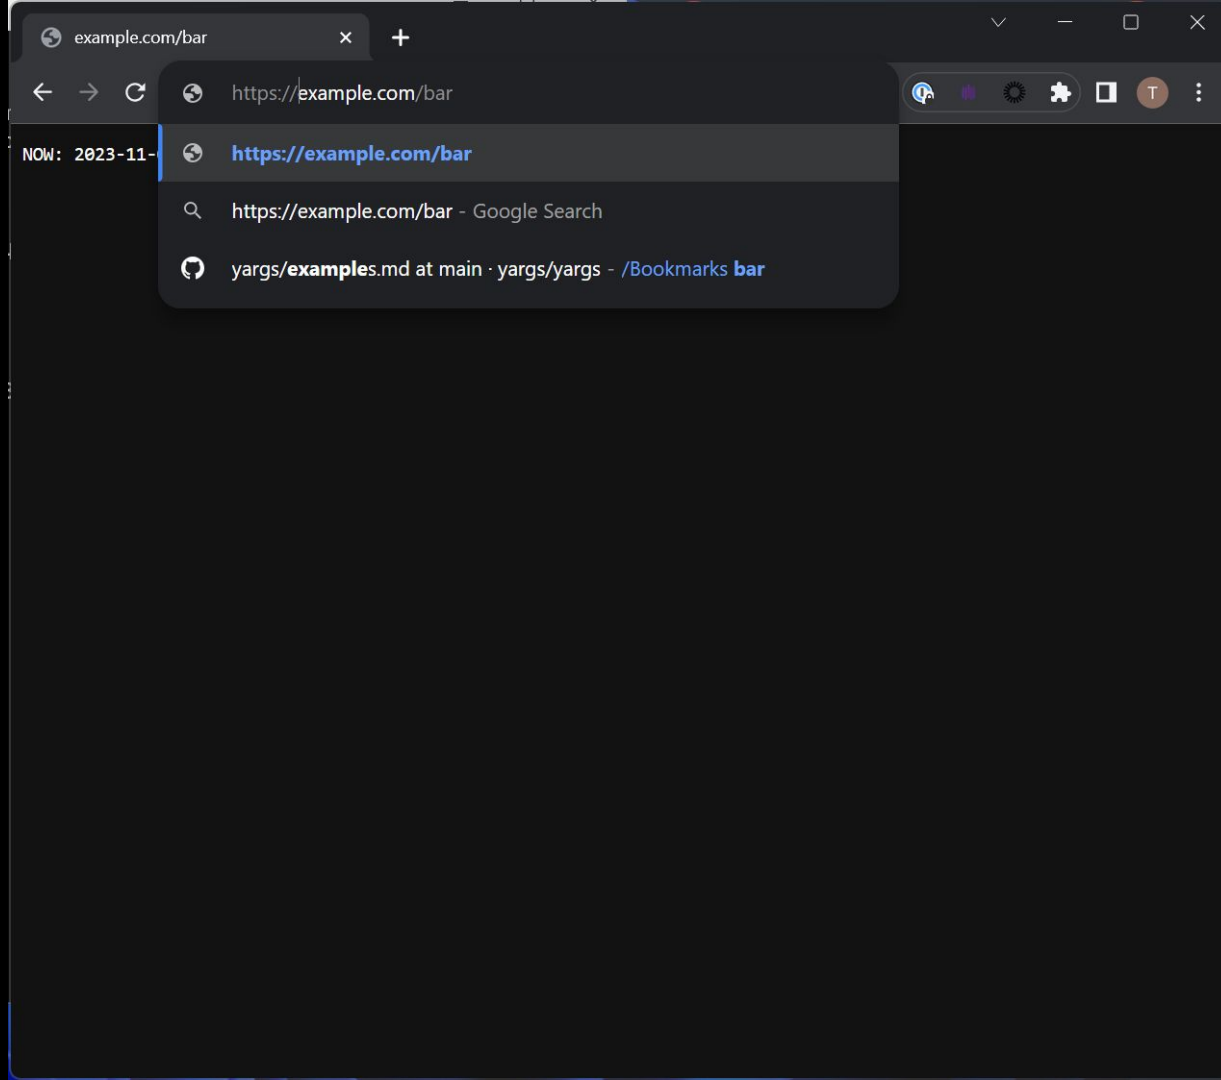 example.com/bar
https://example.com/bar
NOW: 2023-11-
https://example.com/bar
https://example.com/bar - Google Search
yargs/examples.md at main · yargs/yargs - /Bookmarks bar
T